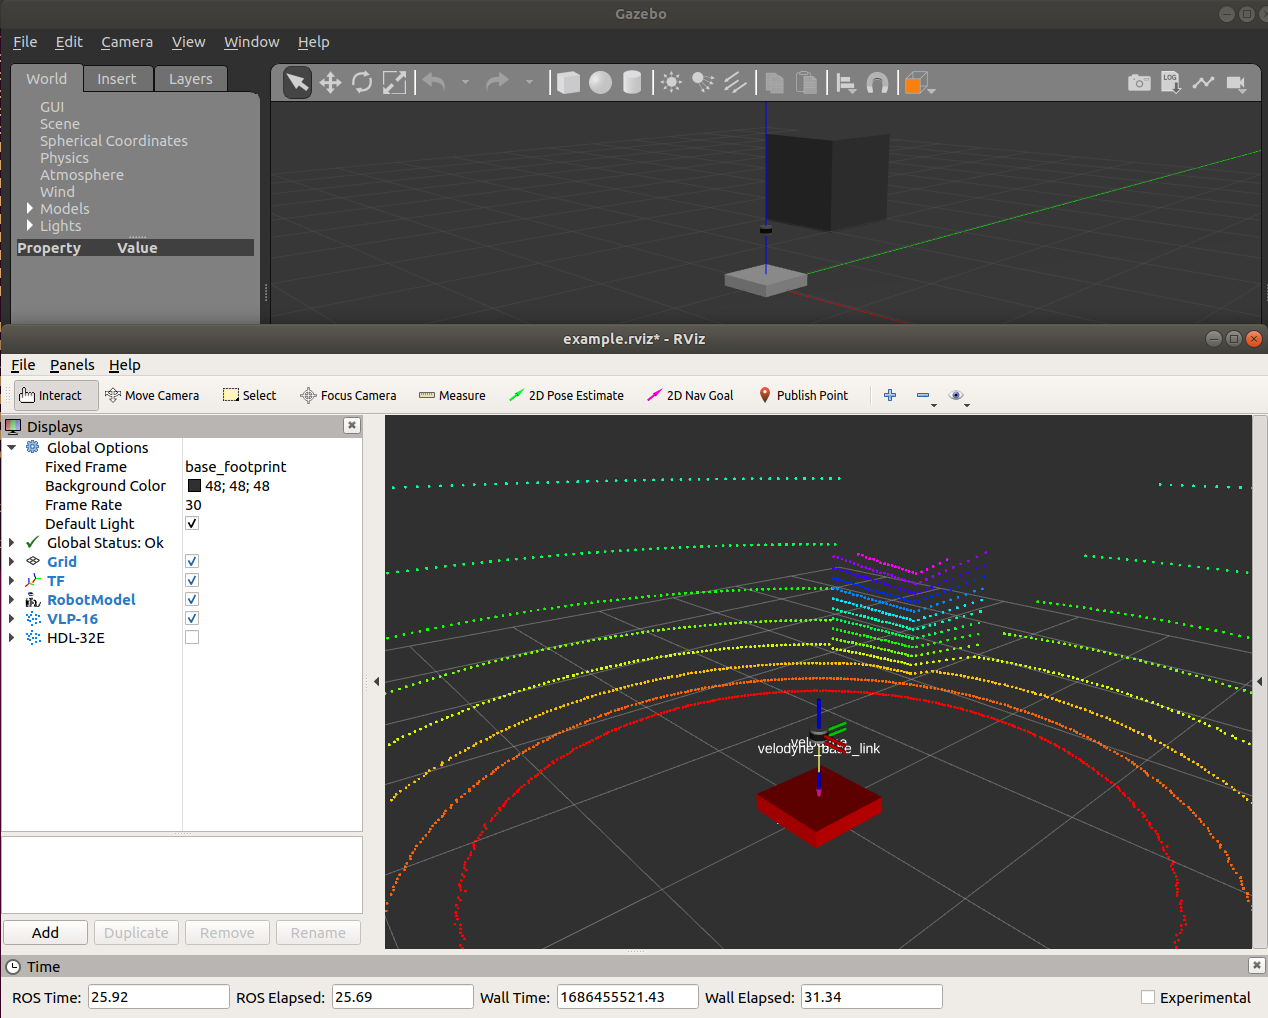 Gazebo
File Edit Camera View Window Help
World Insert Layers
LOG
GUI
Scene
Spherical Coordinates
Physics
Atmosphere
Wind
Models
Lights
Property Value
example.rviz* - RViz
File Panels Help
Interact Move Camera Select Focus Camera Measure 2D Pose Estimate 2D Nav Goal Publish Point
Displays
Global Options
Fixed Frame base_footprint
Background Color 48; 48; 48
Frame Rate 30
Default Light
Global Status: Ok
Grid
TF
RobotModel
VLP-16
HDL-32E
velodyne_base_link
Add Duplicate Remove Rename
Time
ROS Time: 25.92 ROS Elapsed: 25.69 Wall Time: 1686455521.43 Wall Elapsed: 31.34 Experimental